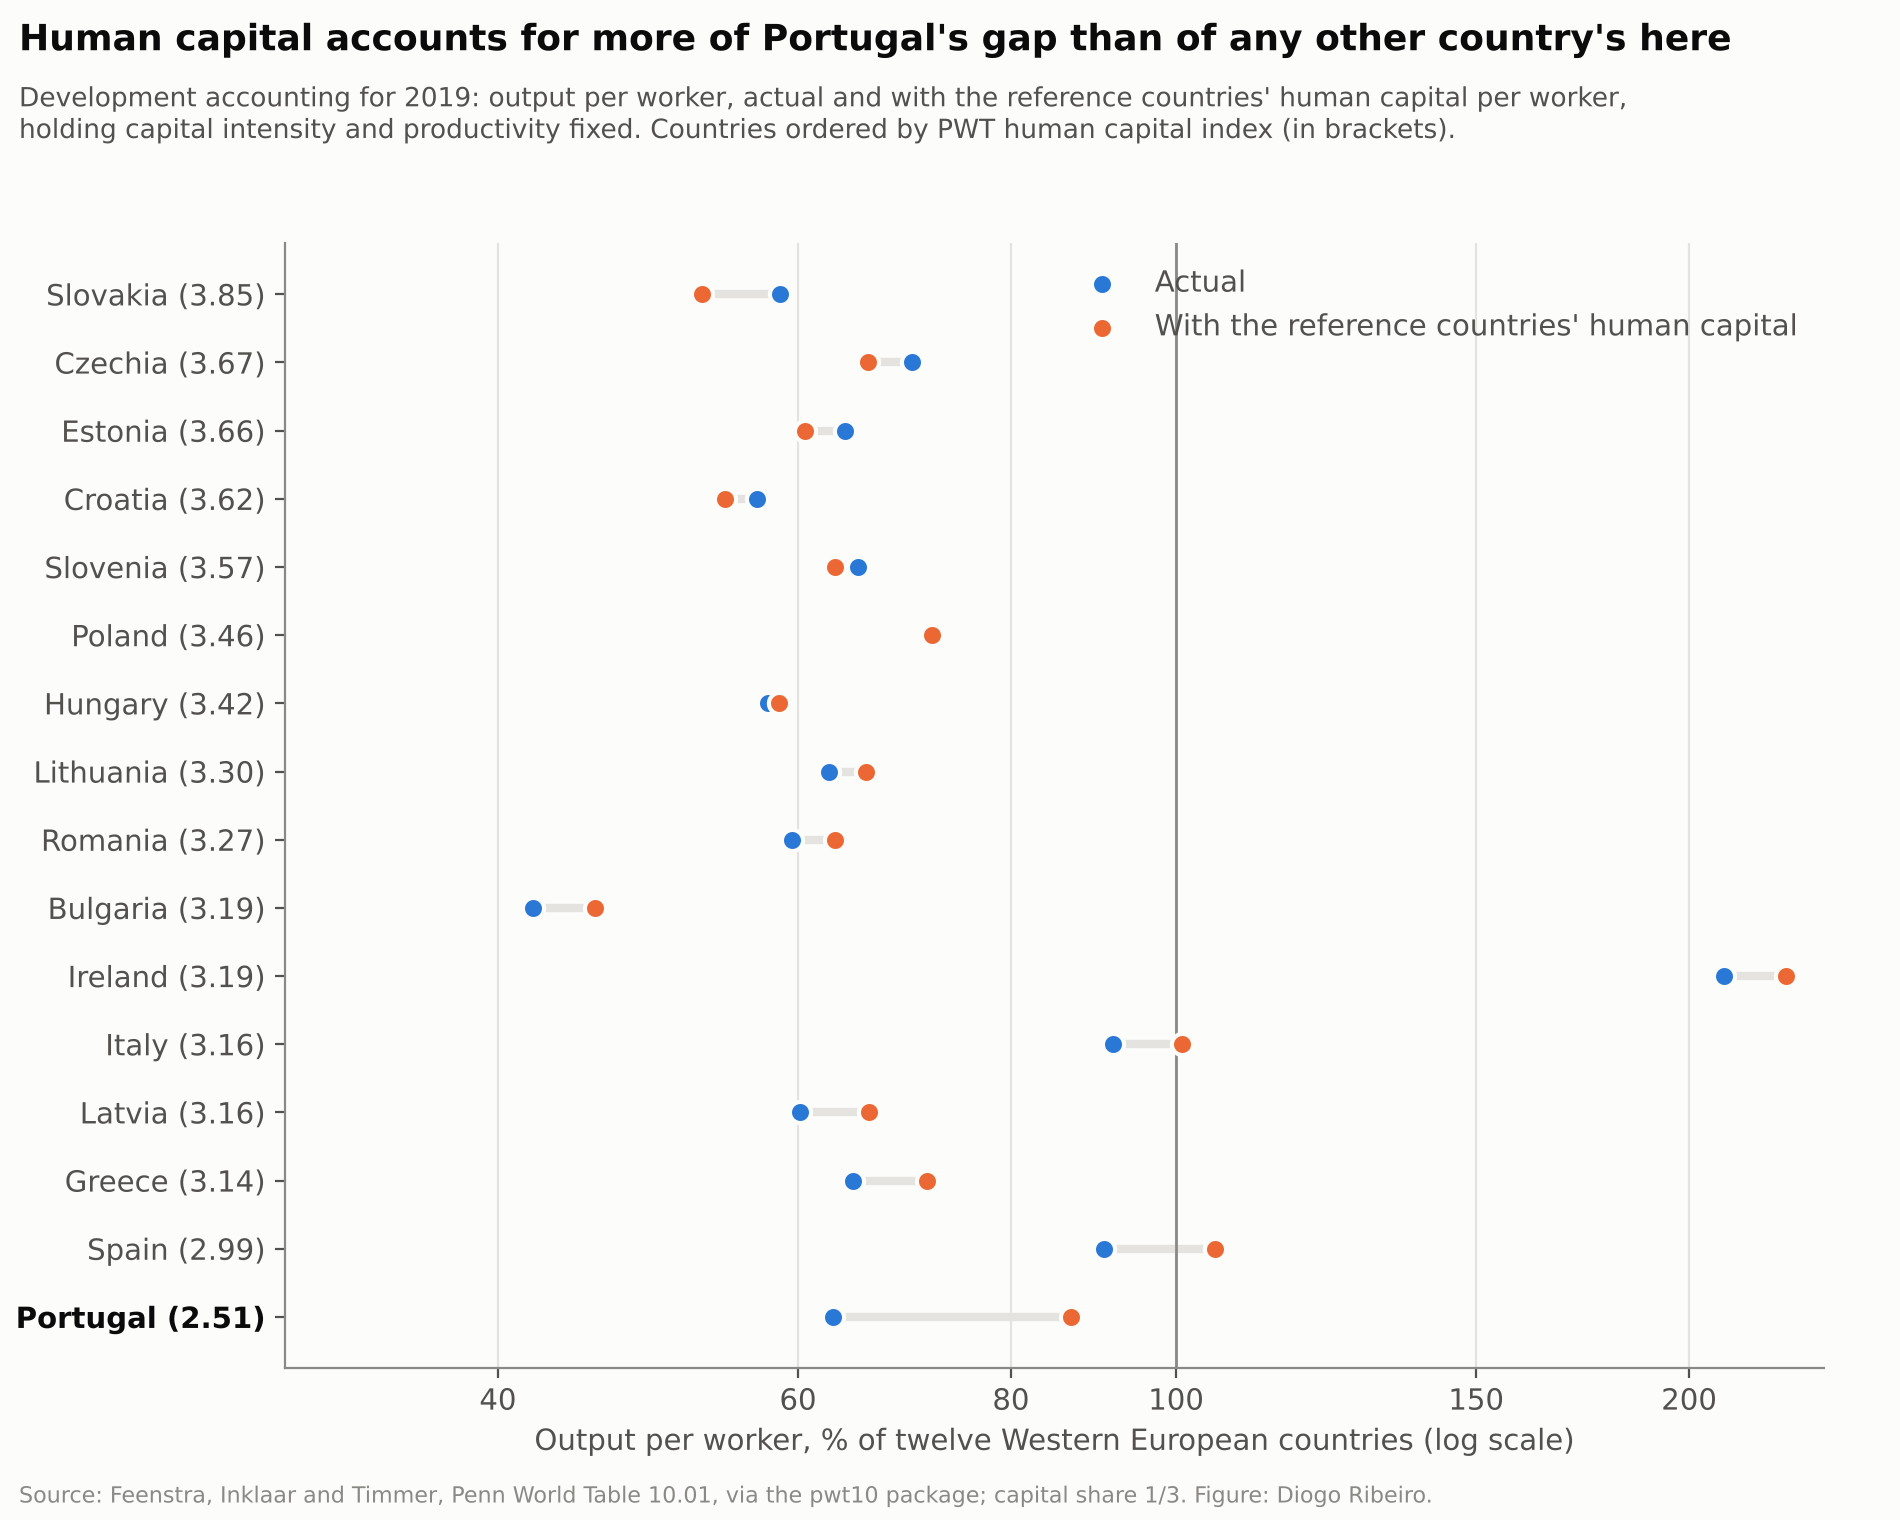 Human capital accounts for more of Portugal's gap than of any other country's here
Development accounting for 2019: output per worker, actual and with the reference countries' human capital per worker,
holding capital intensity and productivity fixed. Countries ordered by PWT human capital index (in brackets).
Actual
With the reference countries' human capital
Slovakia (3.85)
Czechia (3.67)
Estonia (3.66)
Croatia (3.62)
Slovenia (3.57)
Poland (3.46)
Hungary (3.42)
Lithuania (3.30)
Romania (3.27)
Bulgaria (3.19)
Ireland (3.19)
Italy (3.16)
Latvia (3.16)
Greece (3.14)
Spain (2.99)
Portugal (2.51)
40 60 80 100 150 200
Output per worker, % of twelve Western European countries (log scale)
Source: Feenstra, Inklaar and Timmer, Penn World Table 10.01, via the pwt10 package; capital share 1/3. Figure: Diogo Ribeiro.